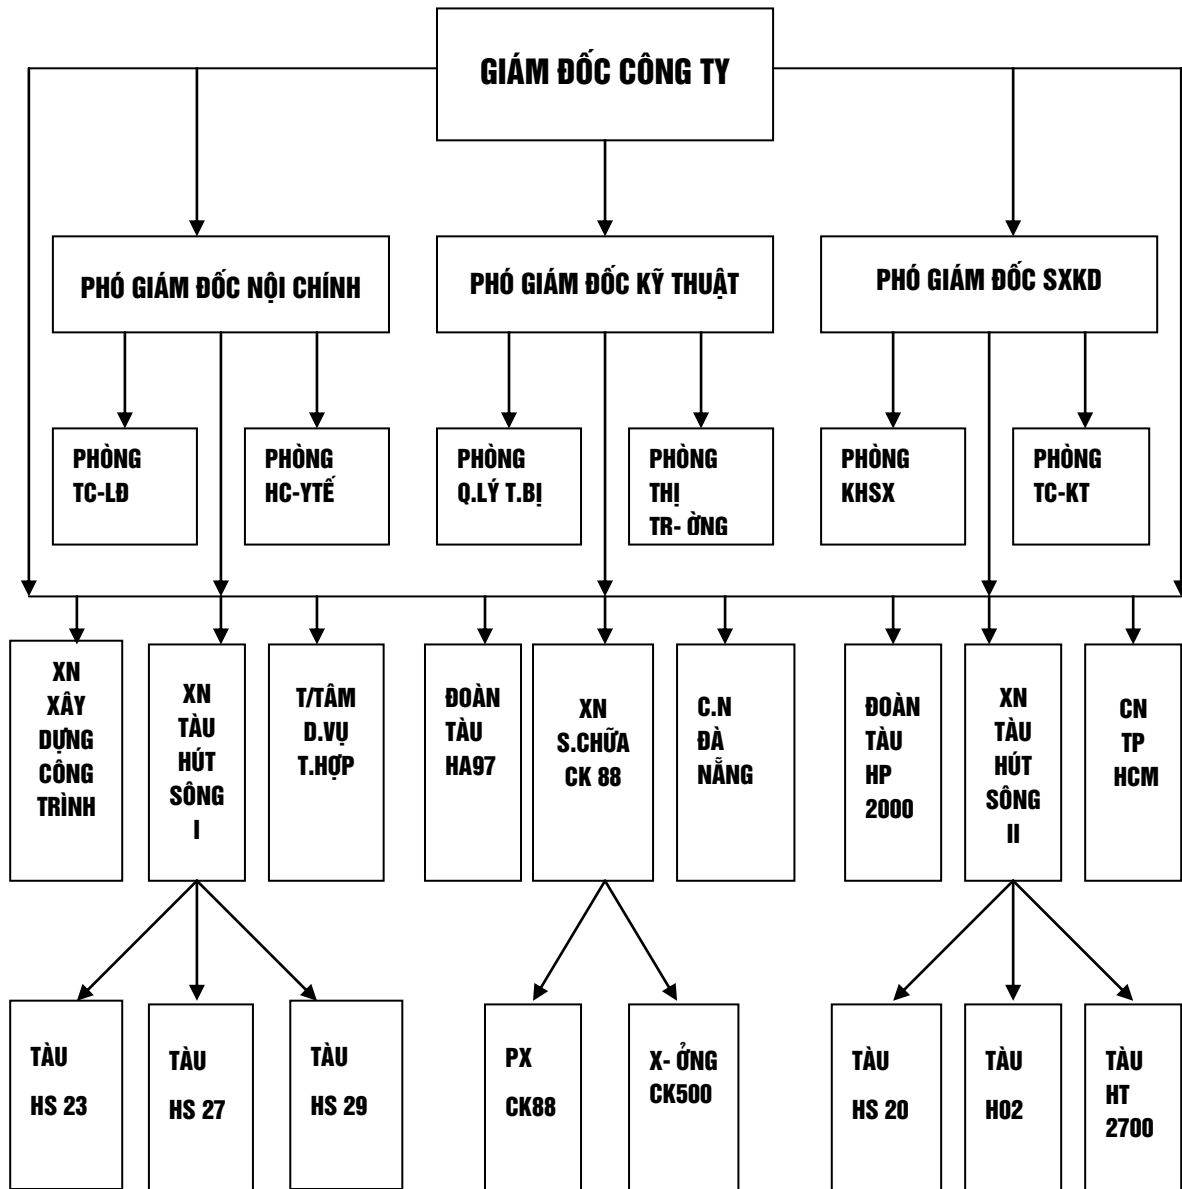 GIÁM ĐỐC CÔNG TY
PHÓ GIÁM ĐỐC NỘI CHÍNH
PHÓ GIÁM ĐỐC KỸ THUẬT
PHÓ GIÁM ĐỐC SXKD
PHÒNG
TC-LĐ
PHÒNG
HC-YTẾ
PHÒNG
Q.LÝ T.BỊ
PHÒNG
THỊ
TR- ỜNG
PHÒNG
KHSX
PHÒNG
TC-KT
XN
XÂY
DỰNG
CÔNG
TRÌNH
XN
TÀU
HÚT
SÔNG
I
T/TÂM
D.VỤ
T.HỢP
ĐOÀN
TÀU
HA97
XN
S.CHỮA
CK 88
C.N
ĐÀ
NẴNG
ĐOÀN
TÀU
HP
2000
XN
TÀU
HÚT
SÔNG
II
CN
TP
HCM
TÀU
HS 23
TÀU
HS 27
TÀU
HS 29
PX
CK88
X- ỞNG
CK500
TÀU
HS 20
TÀU
H02
TÀU
HT
2700